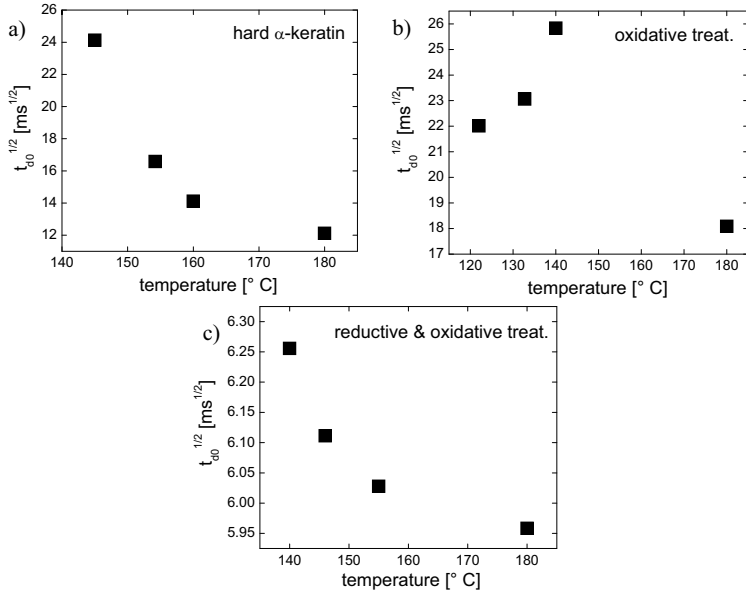 a)
hard α-keratin
26
24
22
20
18
16
14
12
t_d0^1/2 [ms^1/2]
140 150 160 170 180
temperature [° C]
b)
oxidative treat.
26
25
24
23
22
21
20
19
18
17
t_d0^1/2 [ms^1/2]
120 130 140 150 160 170 180
temperature [° C]
c)
reductive & oxidative treat.
6.30
6.25
6.20
6.15
6.10
6.05
6.00
5.95
t_d0^1/2 [ms^1/2]
140 150 160 170 180
temperature [° C]